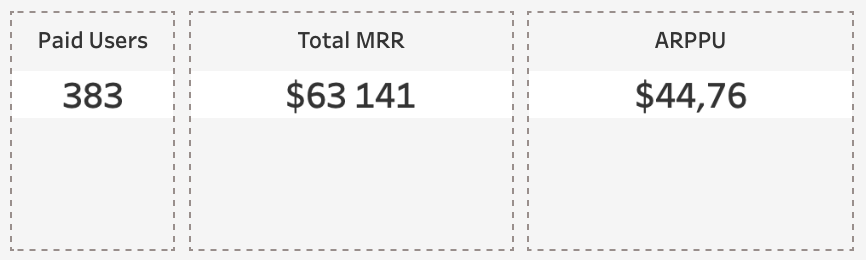 Paid Users
383
Total MRR
$63 141
ARPPU
$44,76